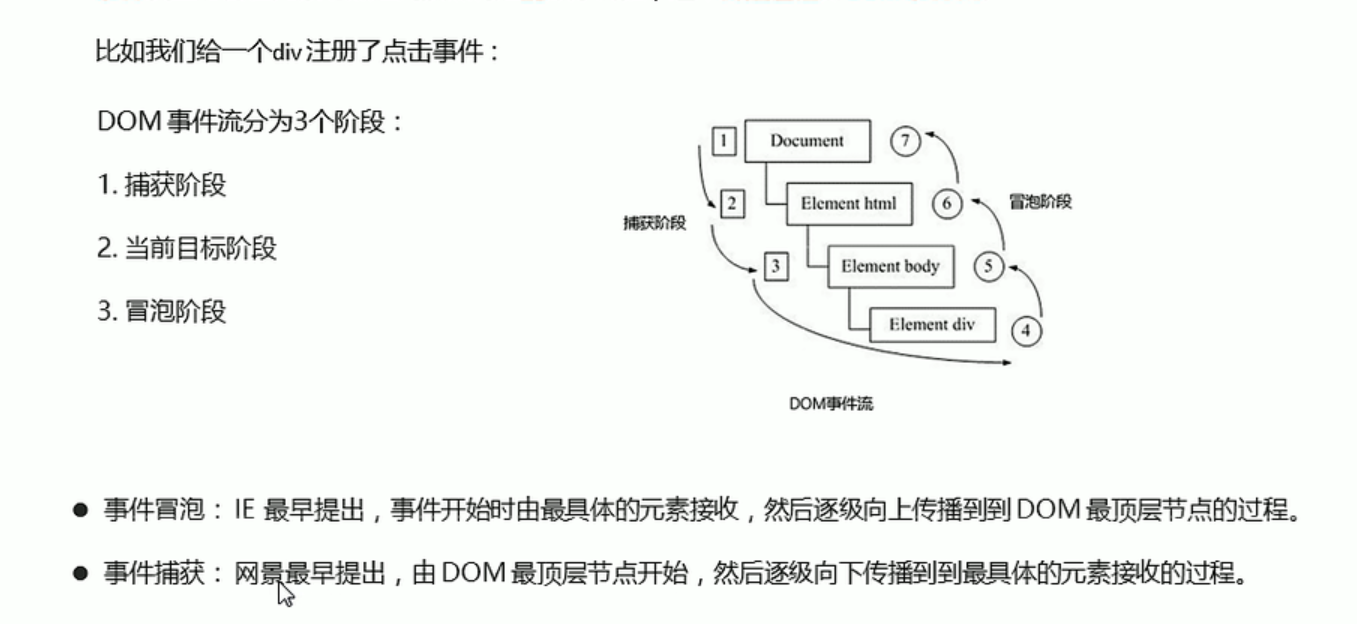 比如我们给一个div注册了点击事件：
DOM 事件流分为3个阶段：
1. 捕获阶段
2. 当前目标阶段
3. 冒泡阶段
1 Document 7
2 Element html 6 冒泡阶段
捕获阶段
3 Element body 5
Element div 4
DOM事件流
● 事件冒泡： IE 最早提出，事件开始时由最具体的元素接收，然后逐级向上传播到到 DOM 最顶层节点的过程。
● 事件捕获： 网景最早提出，由 DOM 最顶层节点开始，然后逐级向下传播到到最具体的元素接收的过程。